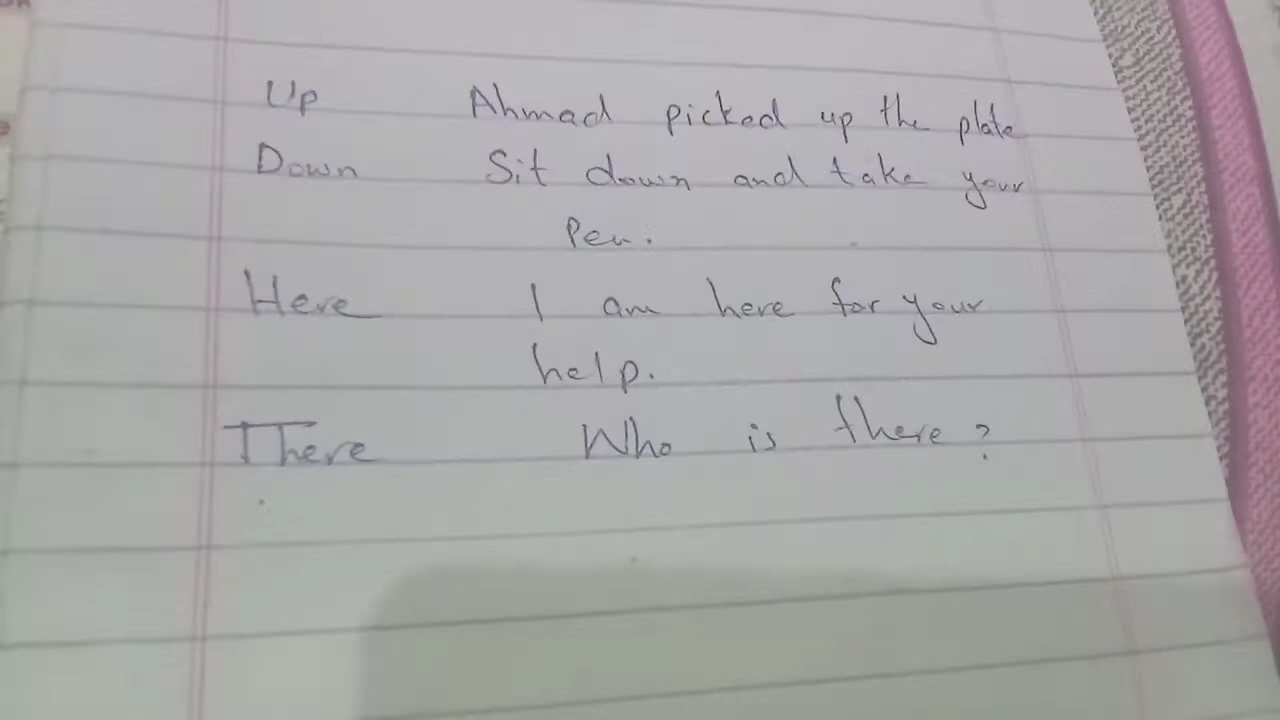 Up Ahmad picked up the plate
Down Sit down and take your
Pen.
Here I am here for your
help.
There Who is there?